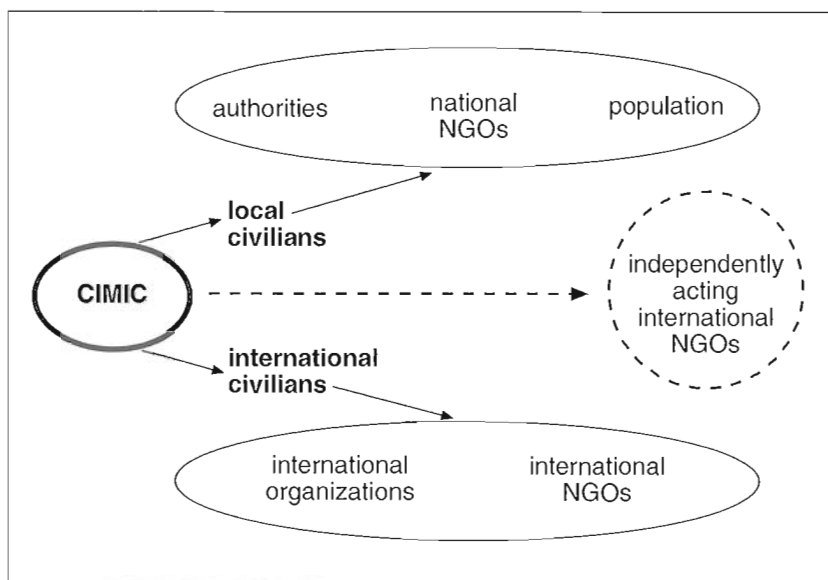 authorities
national
NGOs
population
local
civilians
CIMIC
independently
acting
international
NGOs
international
civilians
international
organizations
international
NGOs